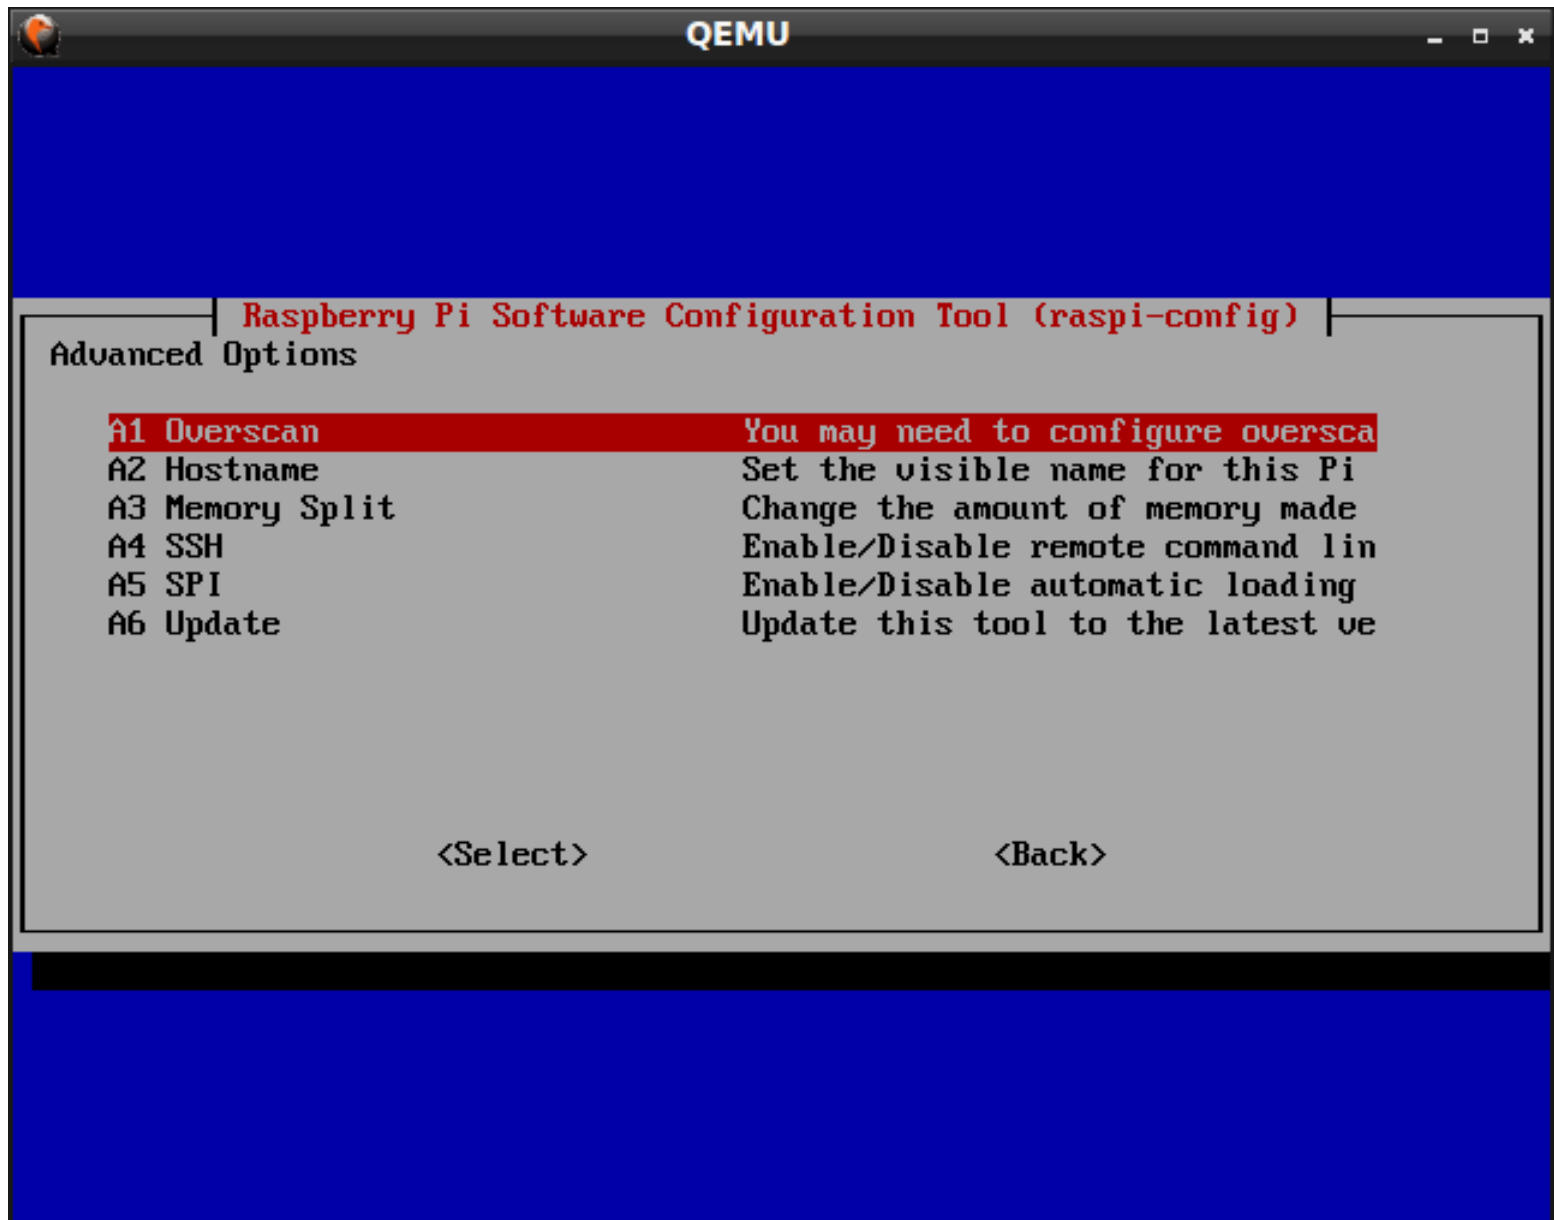 QEMU
Raspberry Pi Software Configuration Tool (raspi-config)
Advanced Options
A1 Overscan You may need to configure oversca
A2 Hostname Set the visible name for this Pi
A3 Memory Split Change the amount of memory made
A4 SSH Enable/Disable remote command lin
A5 SPI Enable/Disable automatic loading
A6 Update Update this tool to the latest ve
<Select> <Back>